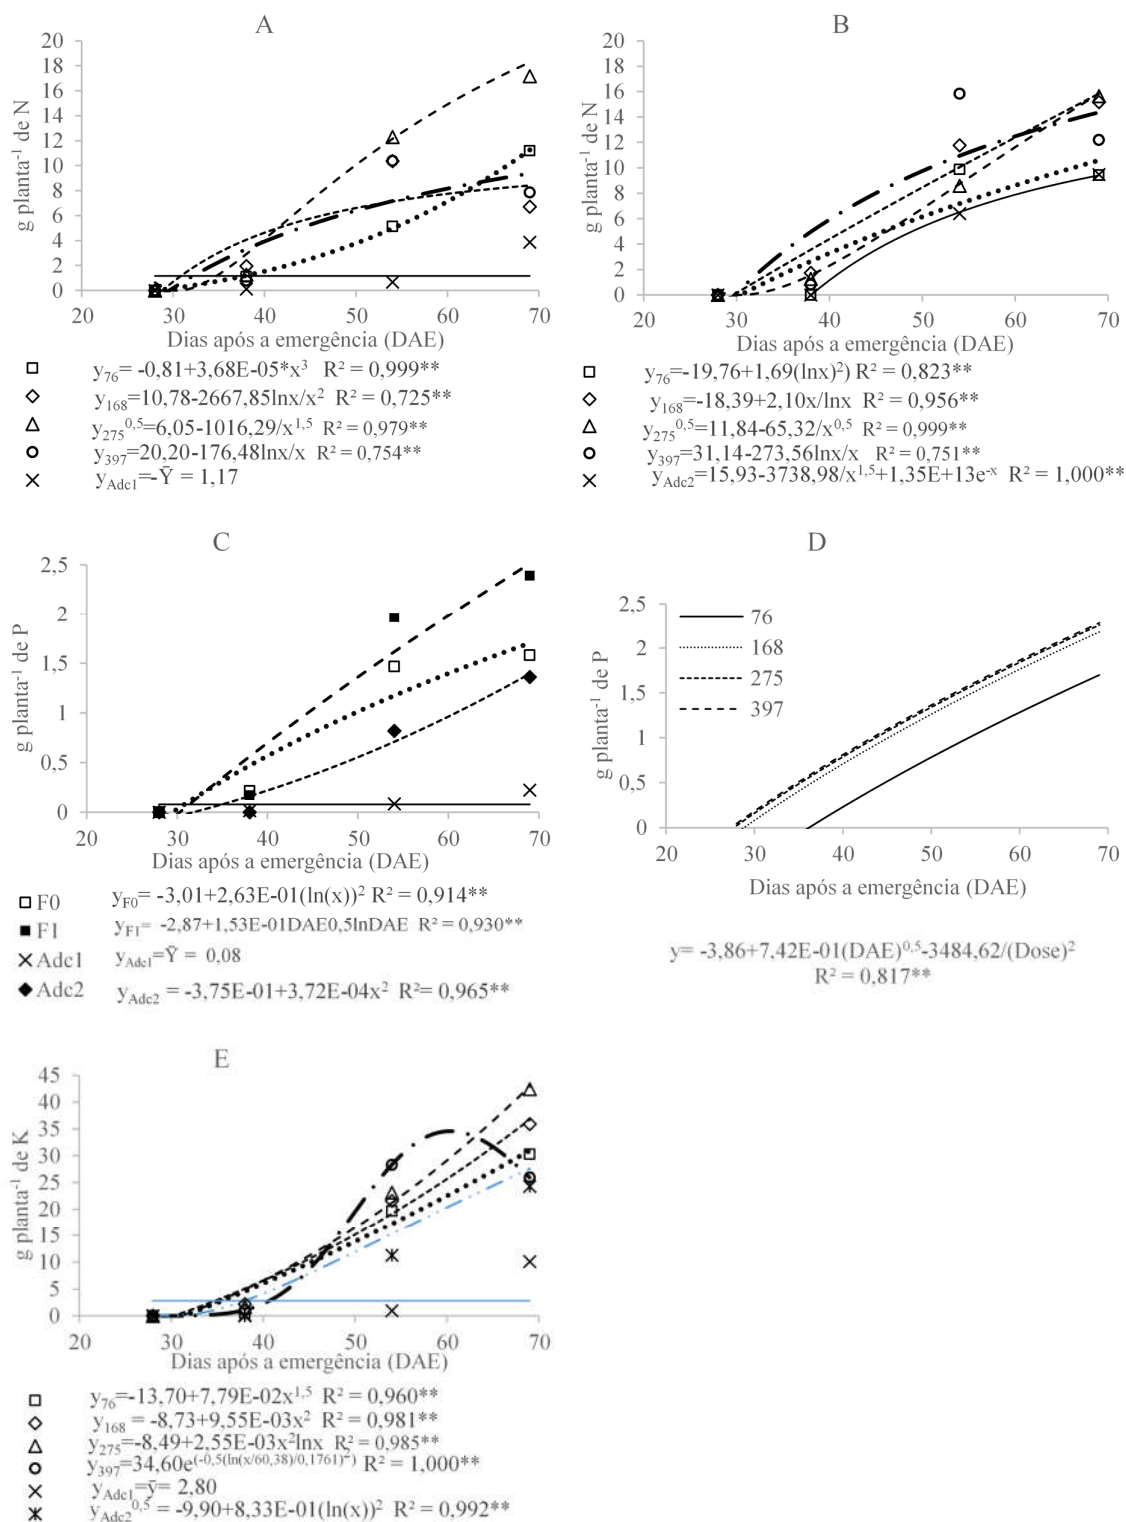 A
g planta⁻¹ de N
20
18
16
14
12
10
8
6
4
2
0
20 30 40 50 60 70
Dias após a emergência (DAE)
y₇₆= -0,81+3,68E-05*x³ R² = 0,999**
y₁₆₈=10,78-2667,85lnx/x² R² = 0,725**
y₂₇₅^0,5=6,05-1016,29/x^1,5 R² = 0,979**
y₃₉₇=20,20-176,48lnx/x R² = 0,754**
y_Adc1=-Ȳ = 1,17
B
g planta⁻¹ de N
20
18
16
14
12
10
8
6
4
2
0
20 30 40 50 60 70
Dias após a emergência (DAE)
y₇₆=-19,76+1,69(lnx)²) R² = 0,823**
y₁₆₈=-18,39+2,10x/lnx R² = 0,956**
y₂₇₅^0,5=11,84-65,32/x^0,5 R² = 0,999**
y₃₉₇=31,14-273,56lnx/x R² = 0,751**
y_Adc2=15,93-3738,98/x^1,5+1,35E+13e^-x R² = 1,000**
C
g planta⁻¹ de P
2,5
2
1,5
1
0,5
0
20 30 40 50 60 70
Dias após a emergência (DAE)
F0 y_F0= -3,01+2,63E-01(ln(x))² R² = 0,914**
F1 y_F1= -2,87+1,53E-01DAE0,5lnDAE R² = 0,930**
Adc1 y_Adc1=Ȳ = 0,08
Adc2 y_Adc2 = -3,75E-01+3,72E-04x² R²= 0,965**
D
g planta⁻¹ de P
2,5
2
1,5
1
0,5
0
76
168
275
397
20 30 40 50 60 70
Dias após a emergência (DAE)
y= -3,86+7,42E-01(DAE)^0,5-3484,62/(Dose)²
R² = 0,817**
E
g planta⁻¹ de K
45
40
35
30
25
20
15
10
5
0
20 30 40 50 60 70
Dias após a emergência (DAE)
y₇₆=-13,70+7,79E-02x^1,5 R² = 0,960**
y₁₆₈ = -8,73+9,55E-03x² R² = 0,981**
y₂₇₅=-8,49+2,55E-03x²lnx R² = 0,985**
y₃₉₇=34,60e^(-0,5(ln(x/60,38)/0,1761)²) R² = 1,000**
y_Adc1=ȳ= 2,80
y_Adc2^0,5 = -9,90+8,33E-01(ln(x))² R² = 0,992**